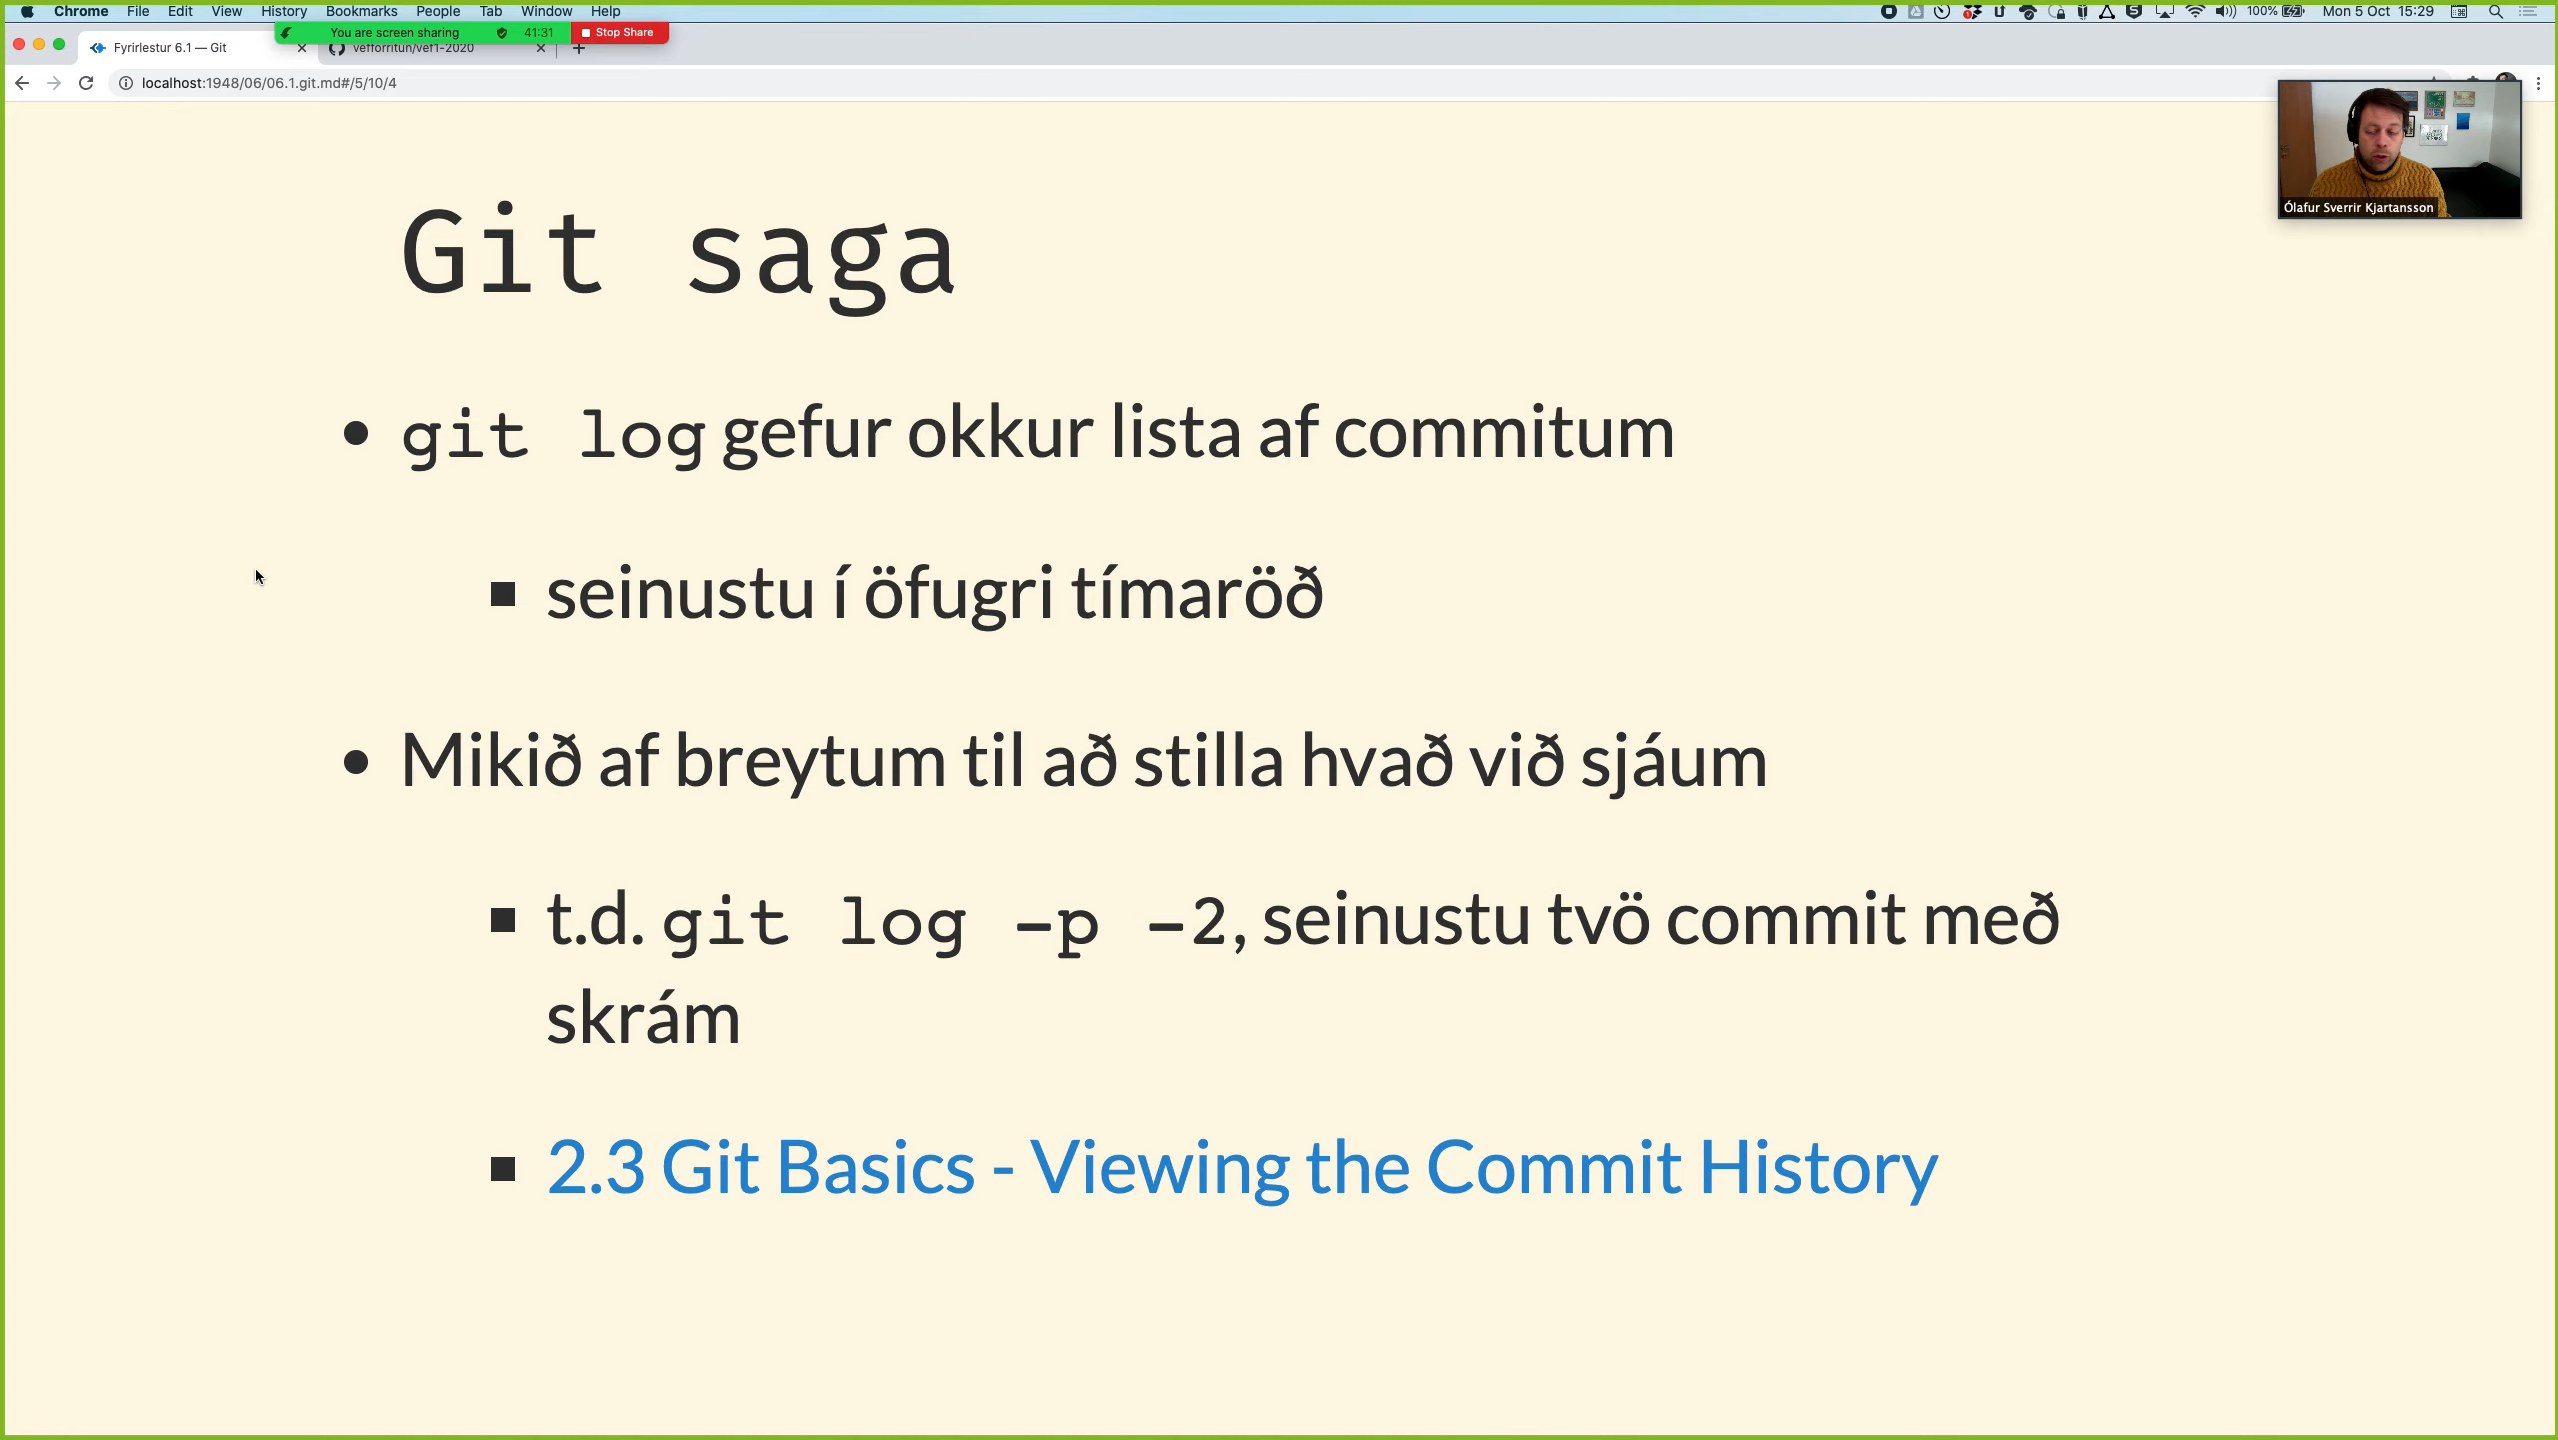 Chrome File Edit View History Bookmarks People Tab Window Help
100% Mon 5 Oct 15:29
You are screen sharing 41:31 Stop Share
Fyrirlestur 6.1 — Git
vefforritun/vef1-2020
localhost:1948/06/06.1.git.md#/5/10/4
Ólafur Sverrir Kjartansson
Git saga
git log gefur okkur lista af commitum
seinustu í öfugri tímaröð
Mikið af breytum til að stilla hvað við sjáum
t.d. git log -p -2, seinustu tvö commit með
skrám
2.3 Git Basics - Viewing the Commit History